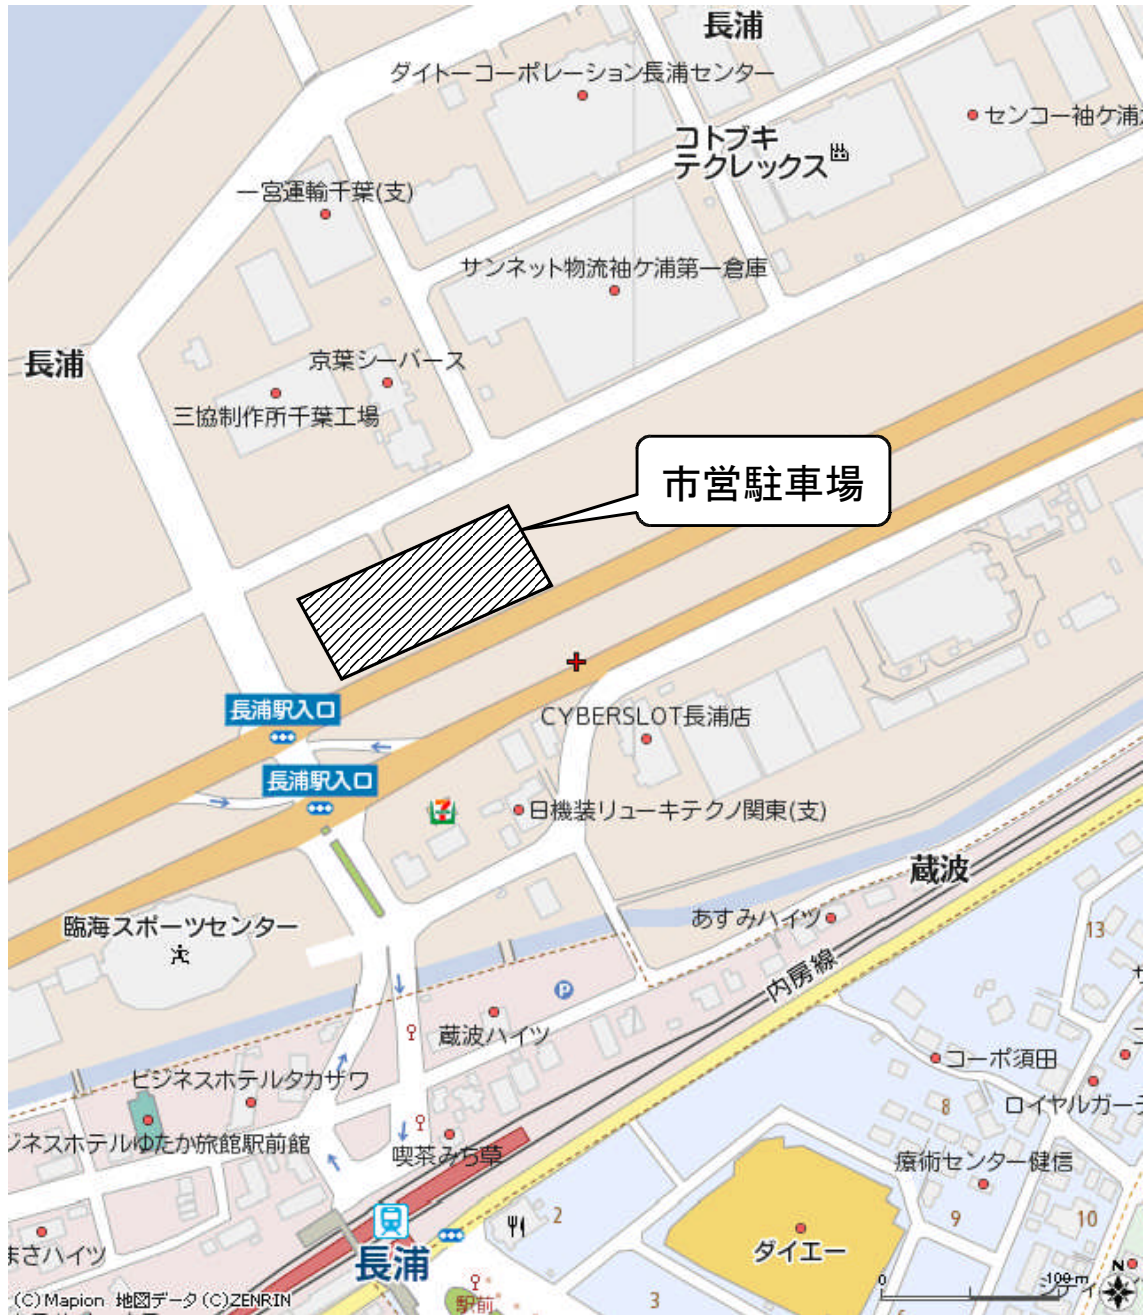 長浦
ダイトーコーポレーション長浦センター
センコー袖ケ浦
コトブキ
テクレックス
一宮運輸千葉(支)
サンネット物流袖ケ浦第一倉庫
長浦
京葉シーバース
三協制作所千葉工場
市営駐車場
長浦駅入口
CYBERSLOT長浦店
長浦駅入口
7
日機装リューキテクノ関東(支)
蔵波
あすみハイツ
臨海スポーツセンター
13
内房線
P
蔵波ハイツ
コーポ須田
ビジネスホテルタカザワ
8
ロイヤルガーデ
ジネスホテルゆたか旅館駅前館
喫茶みち草
療術センター健信
2
9
10
まさハイツ
ダイエー
長浦
0
100m
N
3
駅前
(C)Mapion 地図データ(C)ZENRIN